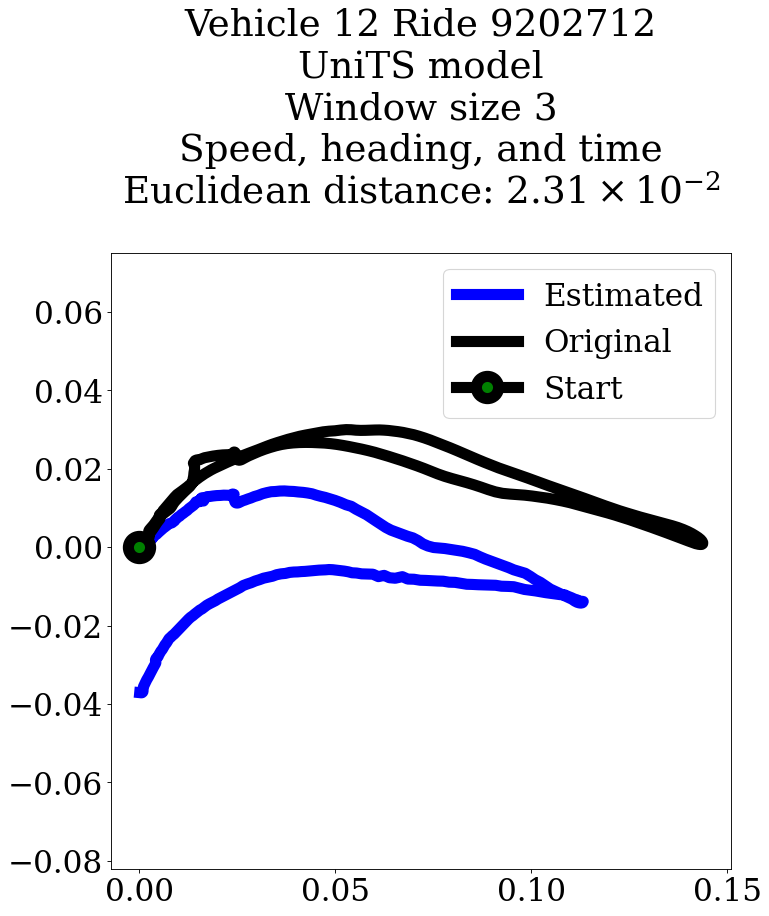 Vehicle 12 Ride 9202712
UniTS model
Window size 3
Speed, heading, and time
Euclidean distance: 2.31 × 10⁻²
Estimated
Original
Start
0.06
0.04
0.02
0.00
−0.02
−0.04
−0.06
−0.08
0.00 0.05 0.10 0.15